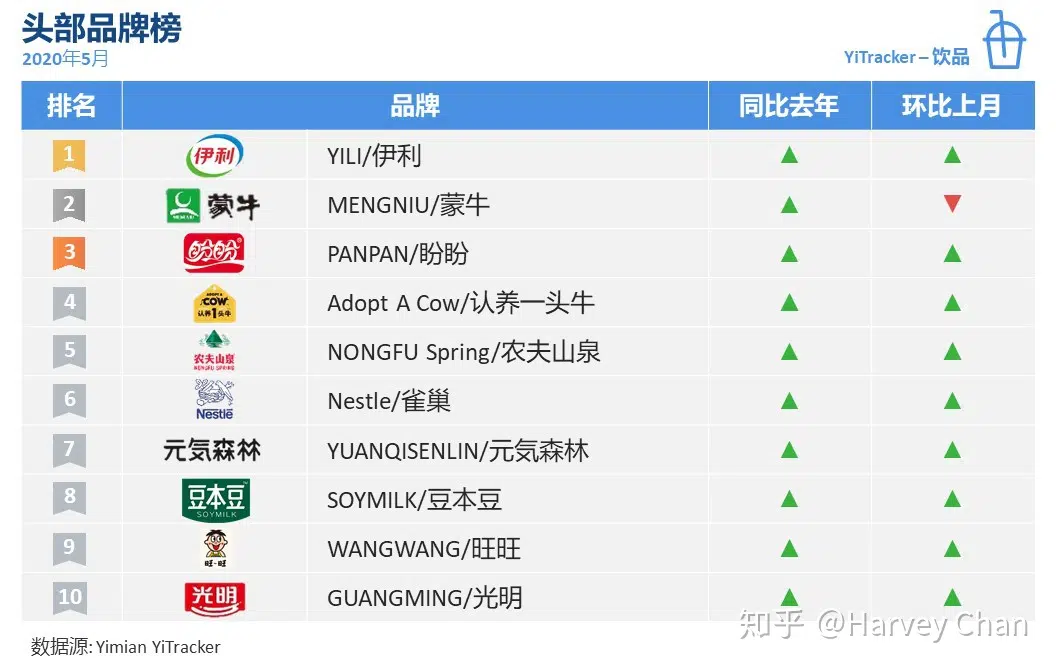 头部品牌榜
2020年5月
YiTracker – 饮品
排名 品牌 同比去年 环比上月
1 伊利 YILI/伊利 ▲ ▲
2 蒙牛 MENGNIU/蒙牛 ▲ ▼
3 盼盼 PANPAN/盼盼 ▲ ▲
4 ADOPT A COW 认养1头牛 Adopt A Cow/认养一头牛 ▲ ▲
5 农夫山泉 NONGFU SPRING NONGFU Spring/农夫山泉 ▲ ▲
6 Nestlé Nestle/雀巢 ▲ ▲
7 元気森林 YUANQISENLIN/元気森林 ▲ ▲
8 豆本豆 SOYMILK SOYMILK/豆本豆 ▲ ▲
9 旺-旺 WANGWANG/旺旺 ▲ ▲
10 光明 GUANGMING/光明 ▲ ▲
知乎 @Harvey Chan
数据源: Yimian YiTracker